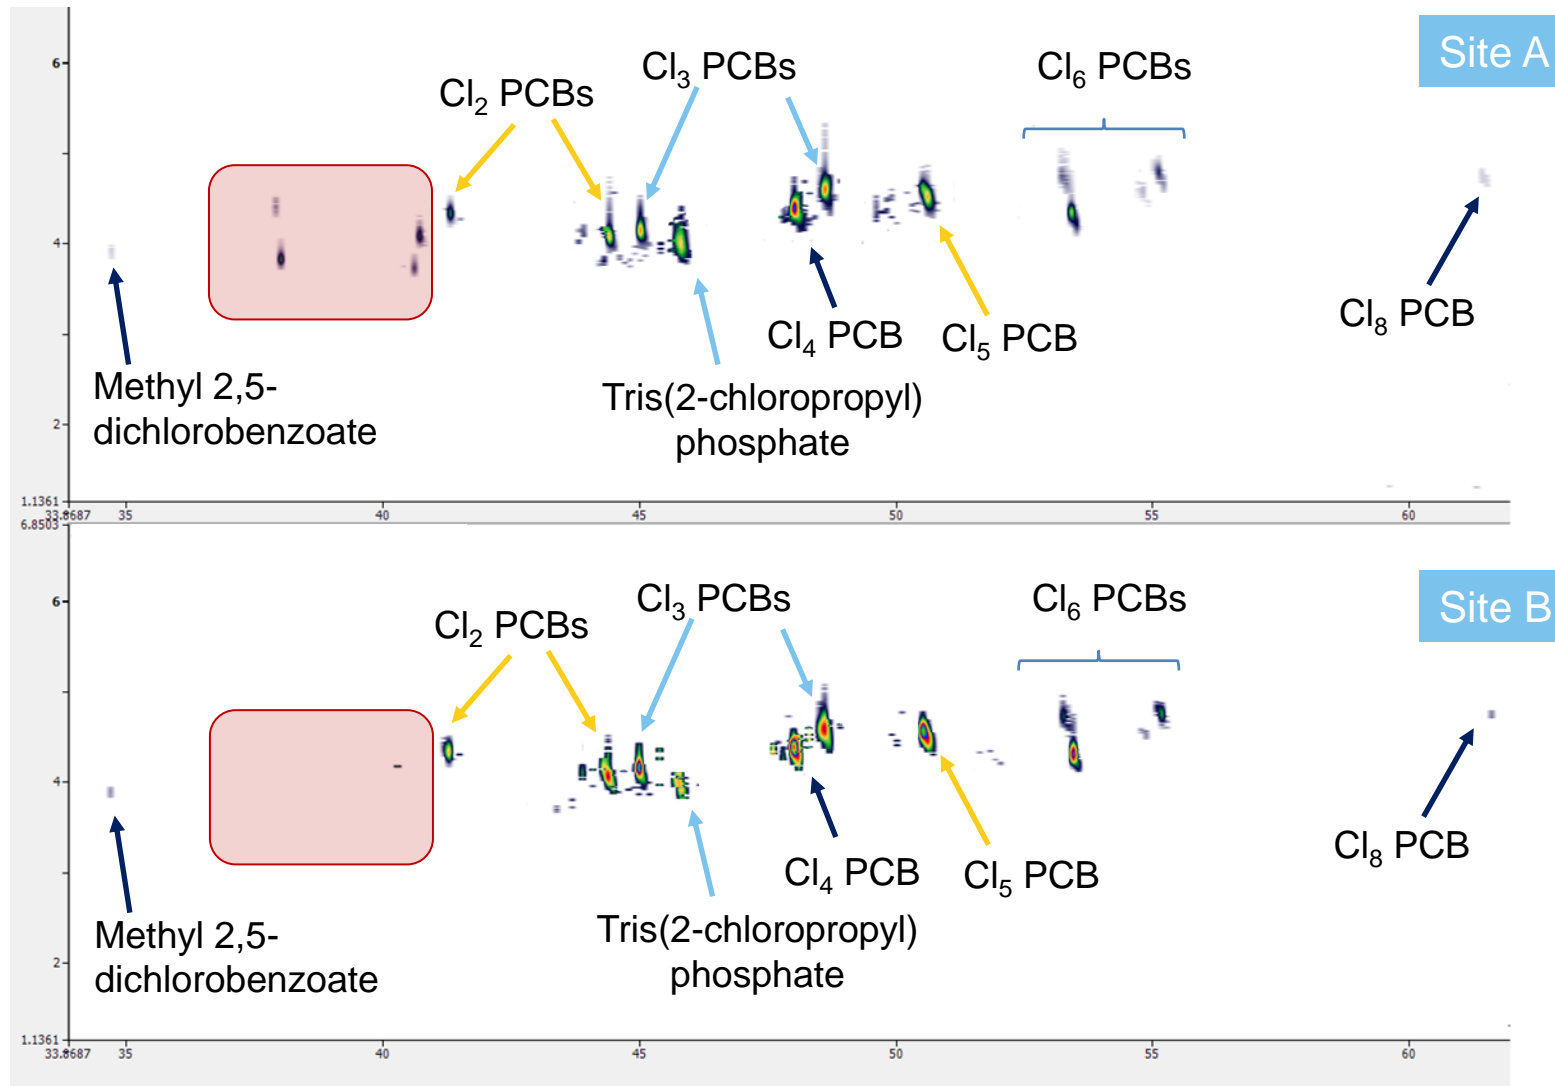 Site A
Cl₃ PCBs
Cl₆ PCBs
Cl₂ PCBs
6
4
2
Cl₈ PCB
Cl₄ PCB
Cl₅ PCB
Methyl 2,5-
dichlorobenzoate
Tris(2-chloropropyl)
phosphate
1.1361
33.8687
35
40
45
50
55
60
6.8503
Site B
Cl₃ PCBs
Cl₆ PCBs
Cl₂ PCBs
6
4
2
Cl₈ PCB
Cl₄ PCB
Cl₅ PCB
Methyl 2,5-
dichlorobenzoate
Tris(2-chloropropyl)
phosphate
1.1361
33.8687
35
40
45
50
55
60